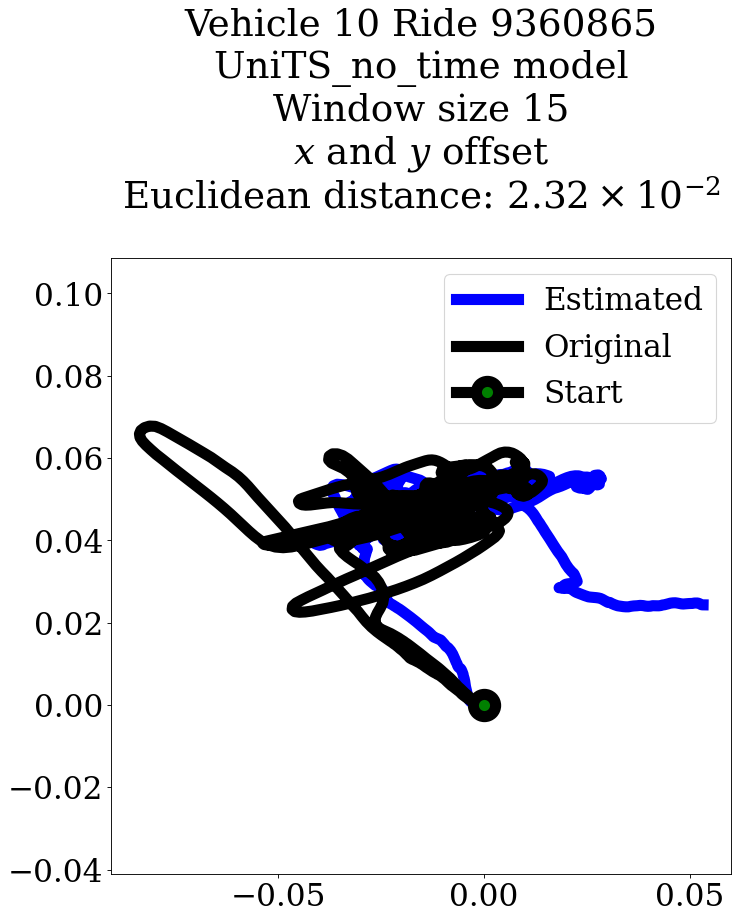 Vehicle 10 Ride 9360865
UniTS_no_time model
Window size 15
x and y offset
Euclidean distance: 2.32 × 10⁻²
Estimated
Original
Start
0.10
0.08
0.06
0.04
0.02
0.00
−0.02
−0.04
−0.05 0.00 0.05